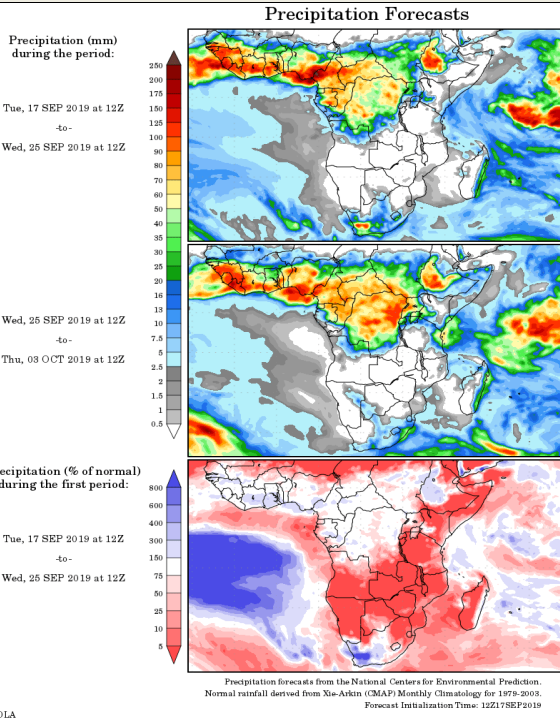 Precipitation Forecasts
Precipitation (mm)
during the period:
Tue, 17 SEP 2019 at 12Z
-to-
Wed, 25 SEP 2019 at 12Z
250
200
175
150
125
100
90
80
70
60
50
40
35
30
25
20
16
13
10
7.5
5
2.5
2
1.5
1
0.5
Wed, 25 SEP 2019 at 12Z
-to-
Thu, 03 OCT 2019 at 12Z
ecipitation (% of normal)
during the first period:
Tue, 17 SEP 2019 at 12Z
-to-
Wed, 25 SEP 2019 at 12Z
800
600
400
300
150
75
50
25
10
5
Precipitation forecasts from the National Centers for Environmental Prediction.
Normal rainfall derived from Xie-Arkin (CMAP) Monthly Climatology for 1979-2003.
Forecast Initialization Time: 12Z17SEP2019
OLA